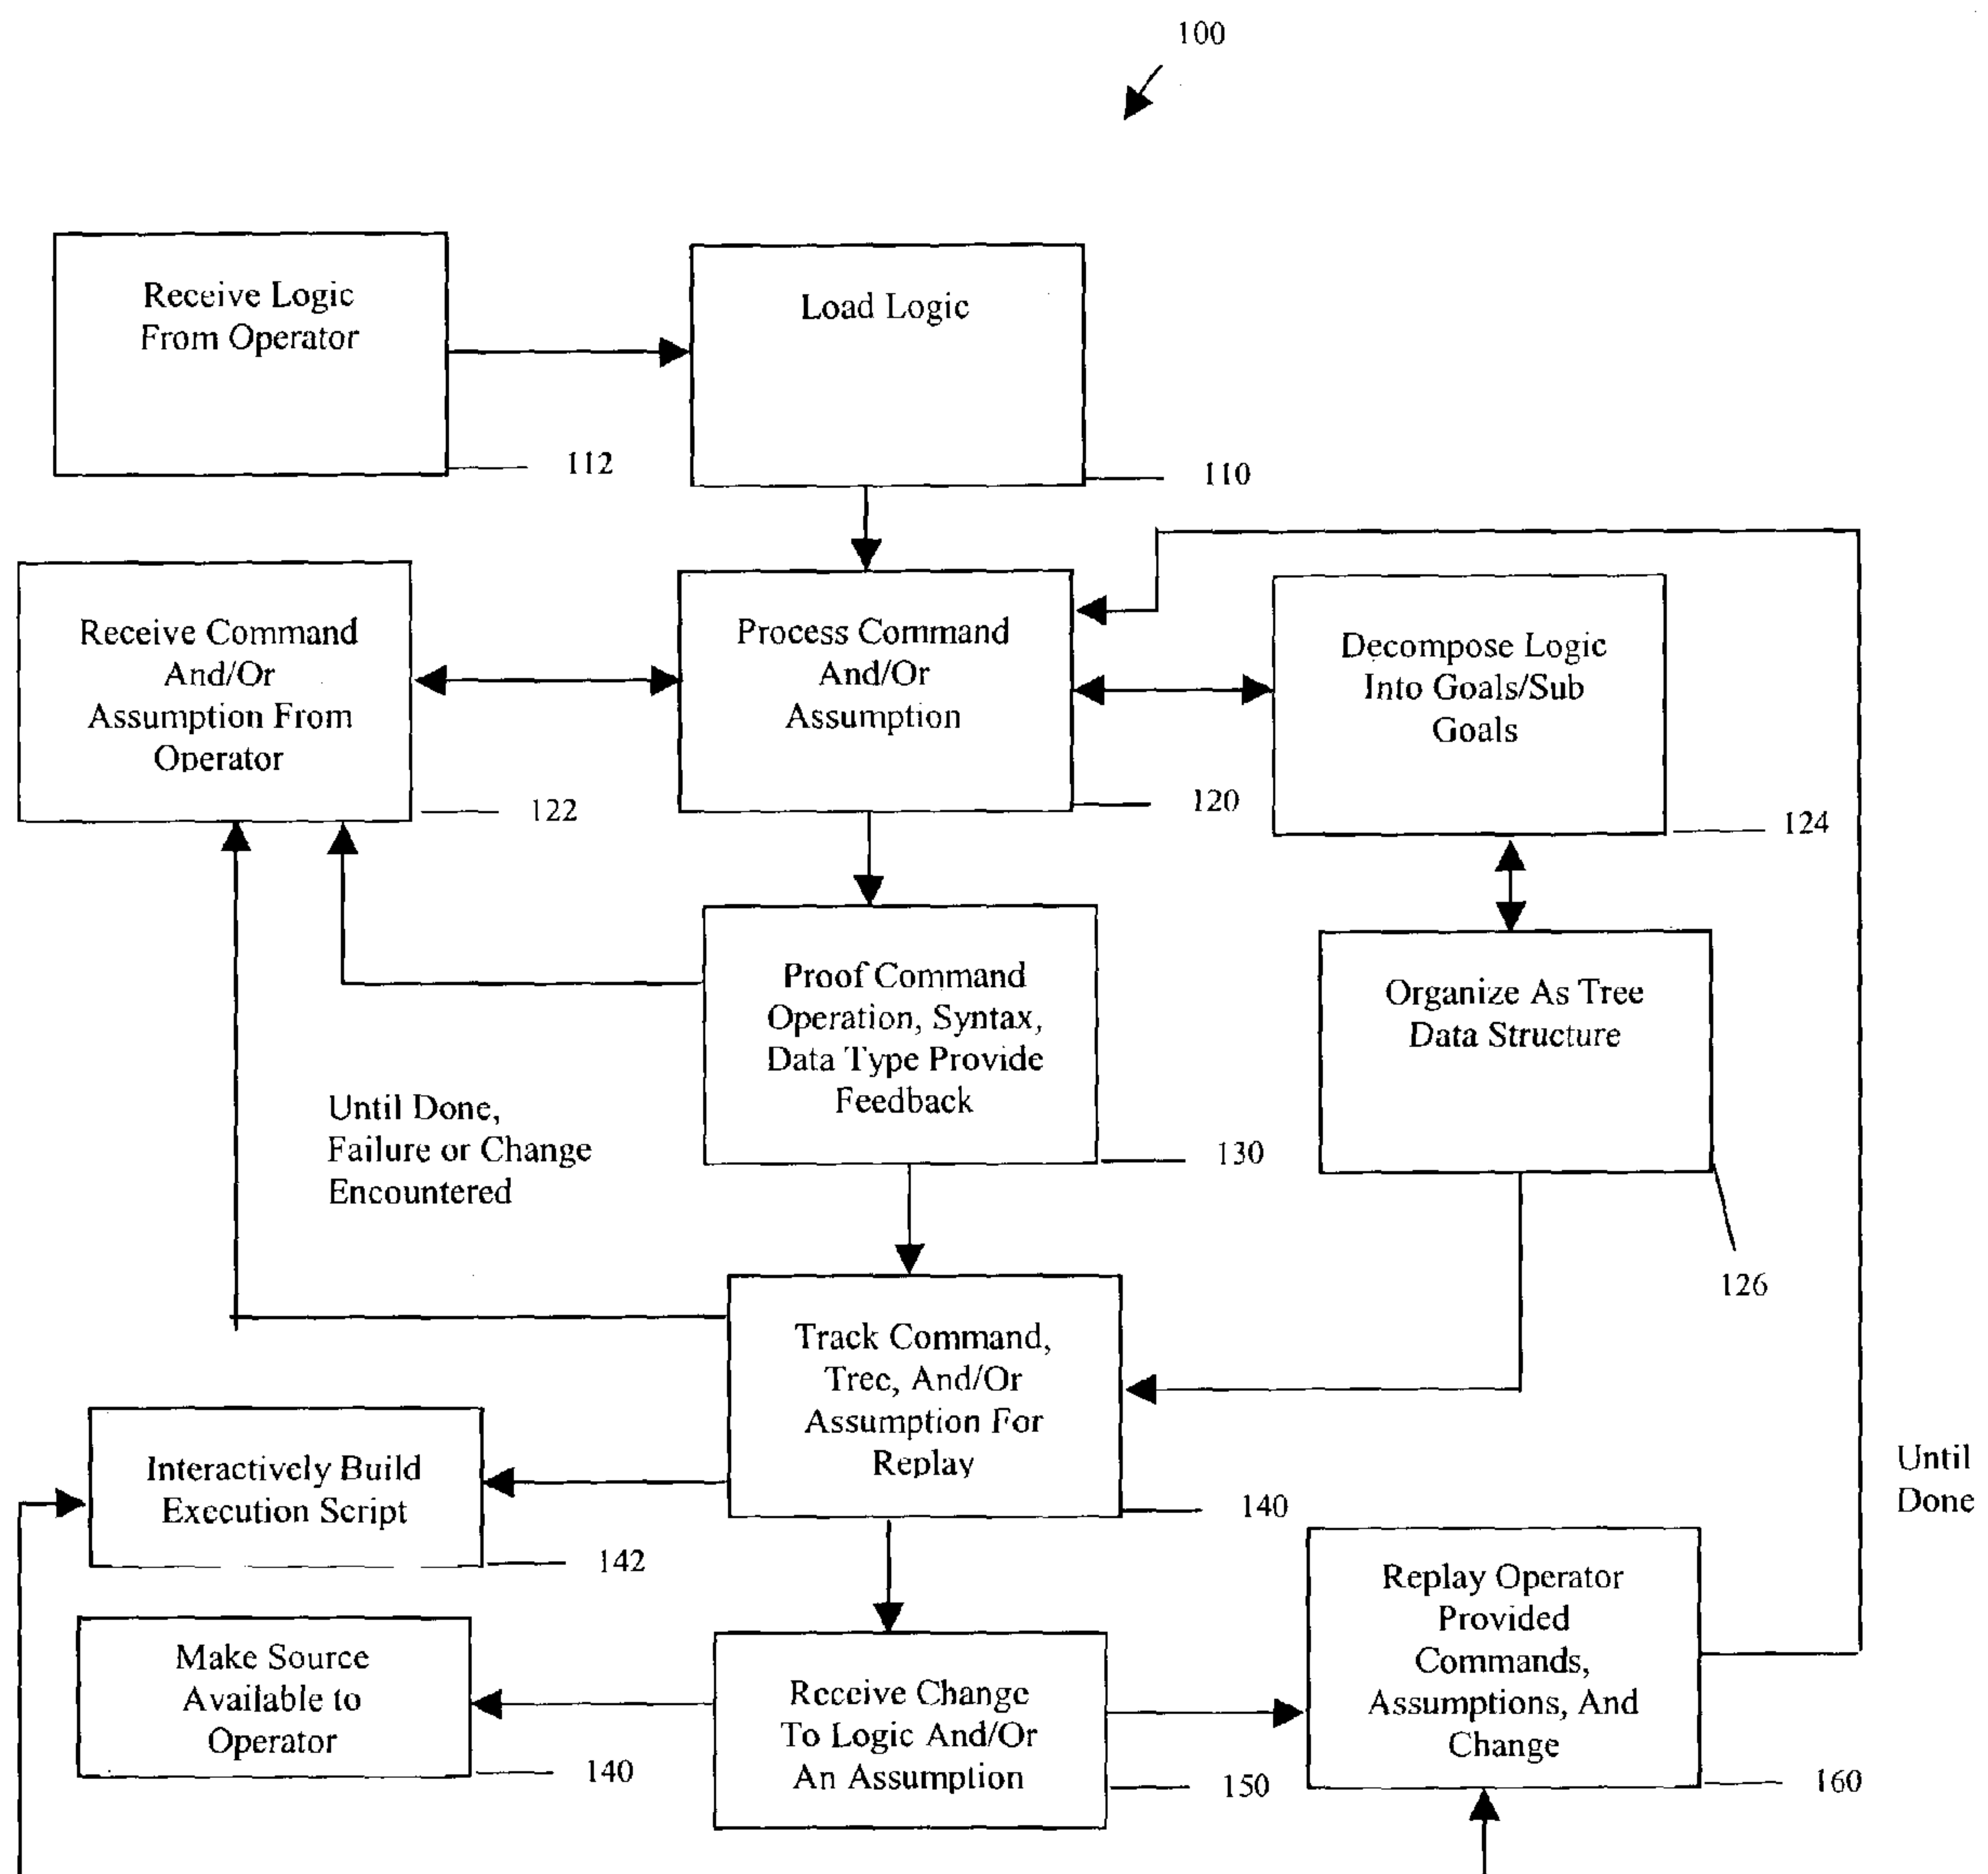 100
Receive Logic
From Operator
112
Load Logic
110
Receive Command
And/Or
Assumption From
Operator
122
Process Command
And/Or
Assumption
120
Decompose Logic
Into Goals/Sub
Goals
124
Proof Command
Operation, Syntax,
Data Type Provide
Feedback
130
Organize As Tree
Data Structure
126
Until Done,
Failure or Change
Encountered
Track Command,
Tree, And/Or
Assumption For
Replay
140
Interactively Build
Execution Script
142
Until
Done
Make Source
Available to
Operator
140
Receive Change
To Logic And/Or
An Assumption
150
Replay Operator
Provided
Commands,
Assumptions, And
Change
160